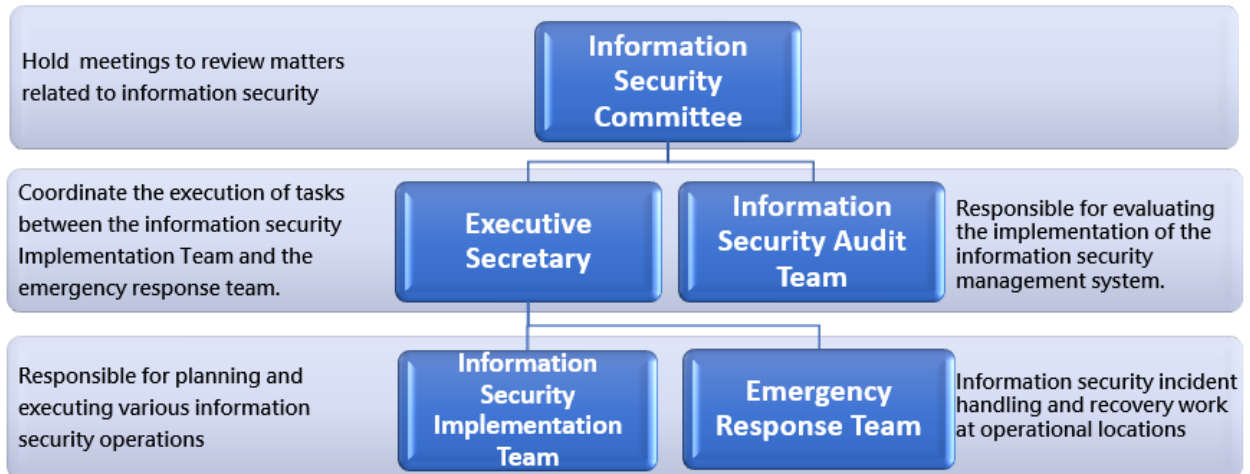 Hold  meetings to review matters
related to information security
Information
Security
Committee
Coordinate the execution of tasks
between the information security
Implementation Team and the
emergency response team.
Executive
Secretary
Information
Security Audit
Team
Responsible for evaluating
the implementation of the
information security
management system.
Responsible for planning and
executing various information
security operations
Information
Security
Implementation
Team
Emergency
Response Team
Information security incident
handling and recovery work
at operational locations